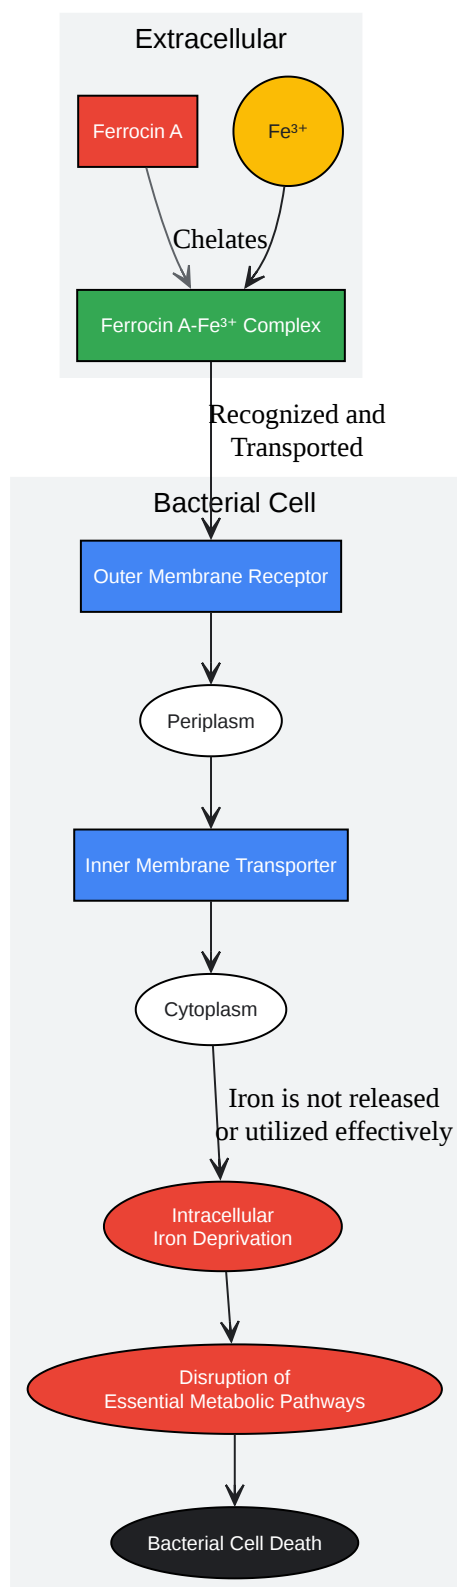 Extracellular
Ferrocin A
Fe³⁺
Chelates
Ferrocin A-Fe³⁺ Complex
Recognized and
Transported
Bacterial Cell
Outer Membrane Receptor
Periplasm
Inner Membrane Transporter
Cytoplasm
Iron is not released
or utilized effectively
Intracellular
Iron Deprivation
Disruption of
Essential Metabolic Pathways
Bacterial Cell Death